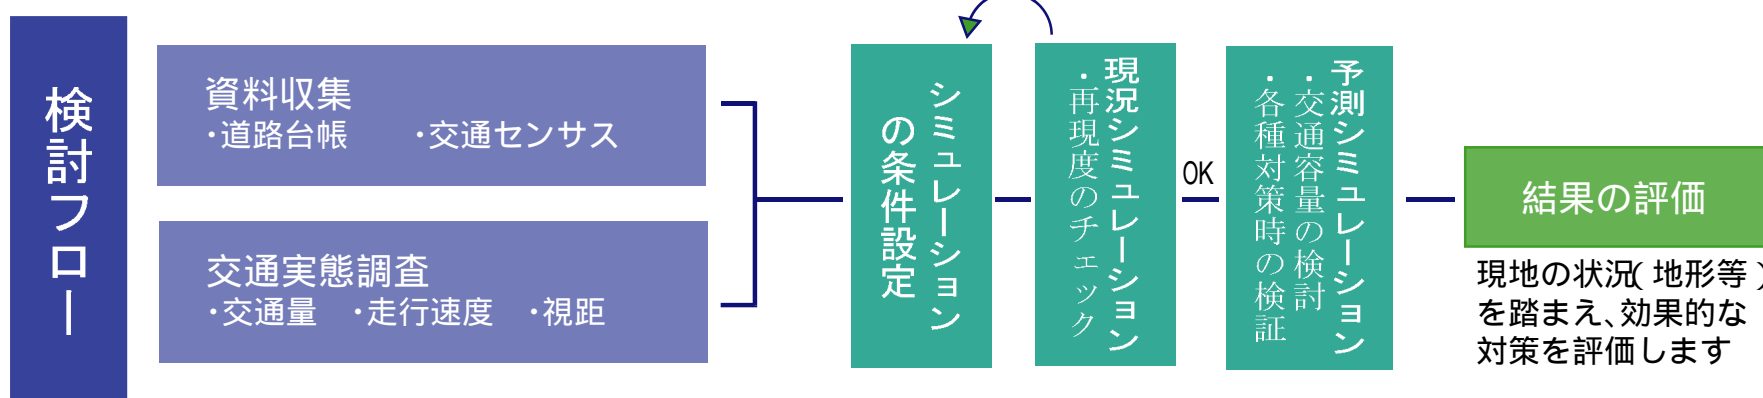 検討フロー
資料収集
・道路台帳　　・交通センサス
交通実態調査
・交通量　・走行速度　・視距
シミュレーション
の条件設定
現況シミュレーション
・再現度のチェック
OK
予測シミュレーション
・交通容量の検討
・各種対策時の検証
結果の評価
現地の状況(地形等)
を踏まえ、効果的な
対策を評価します